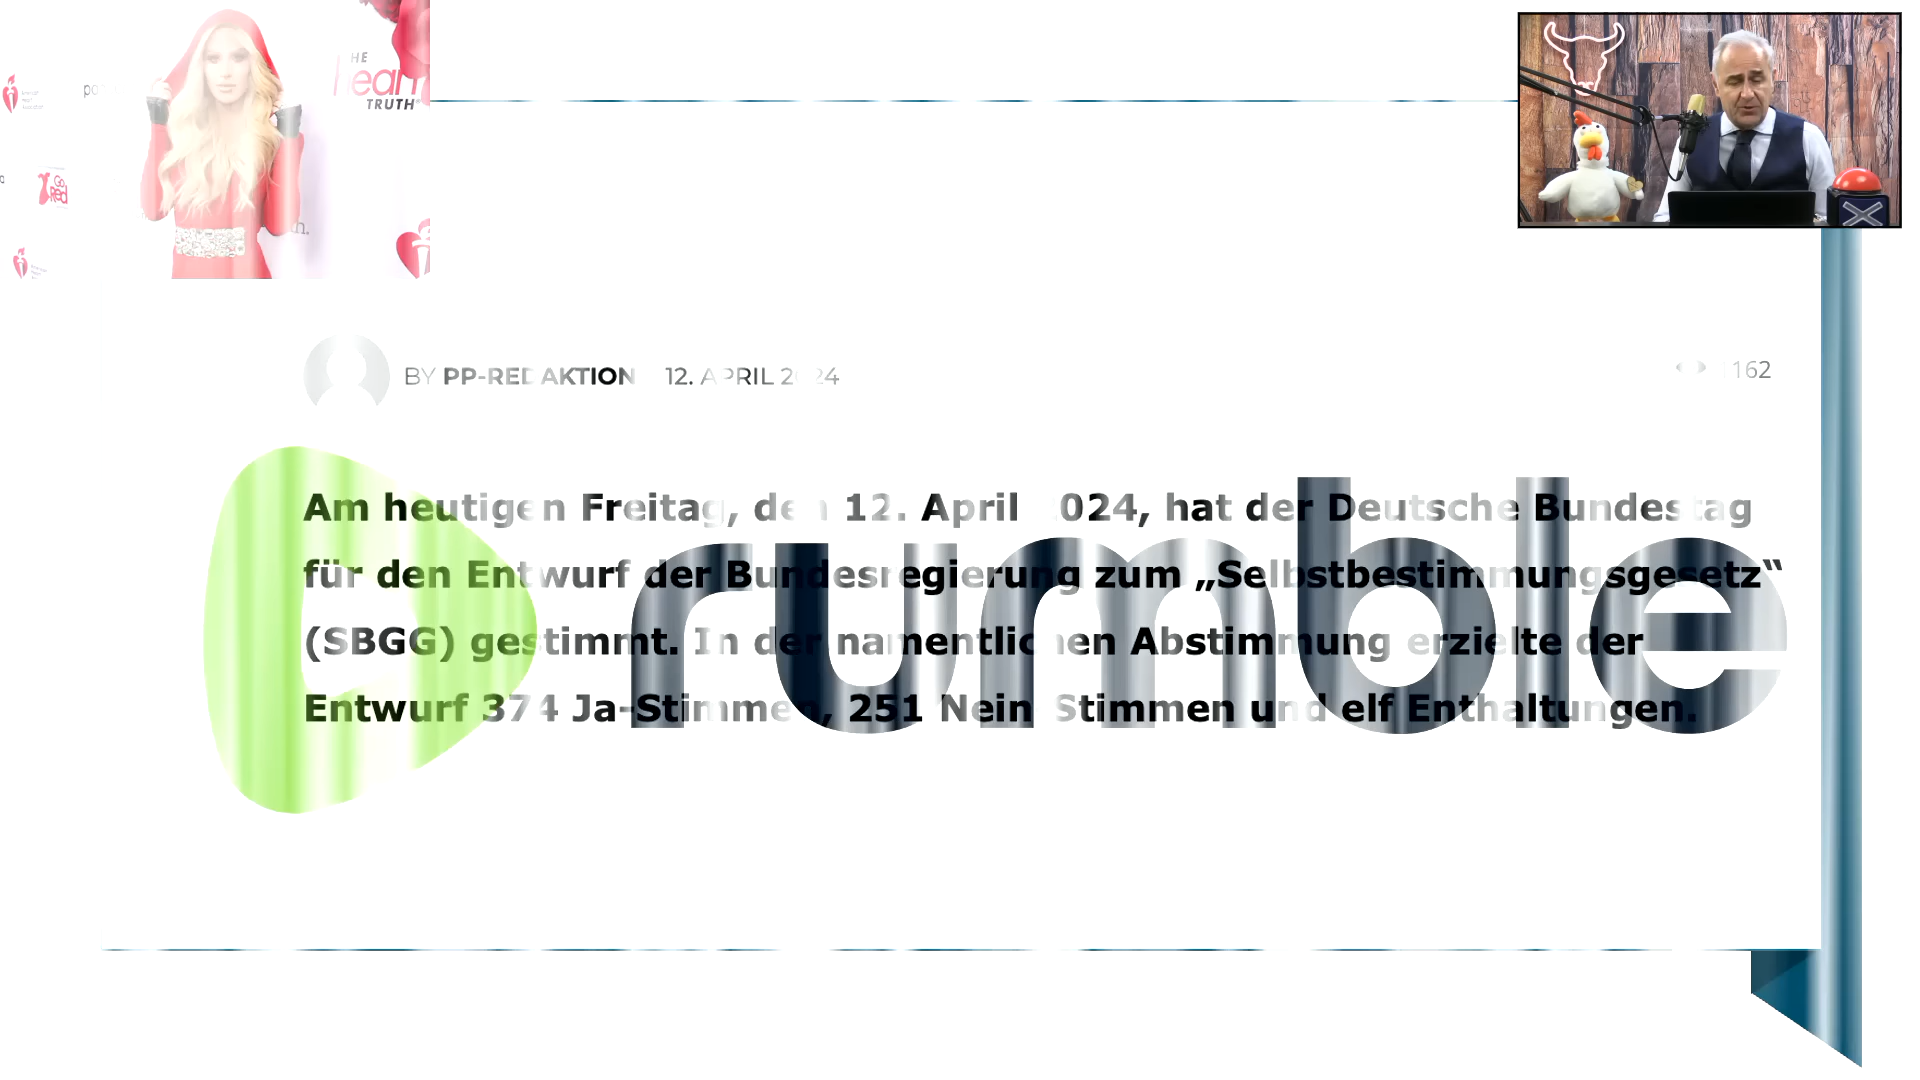 THE
heart
TRUTH
Go
Red
BY PP-REDAKTION 12. APRIL 2024
162
Am heutigen Freitag, den 12. April 2024, hat der Deutsche Bundestag
für den Entwurf der Bundesregierung zum „Selbstbestimmungsgesetz“
(SBGG) gestimmt. In der namentlichen Abstimmung erzielte der
Entwurf 374 Ja-Stimmen, 251 Nein-Stimmen und elf Enthaltungen.
rumble